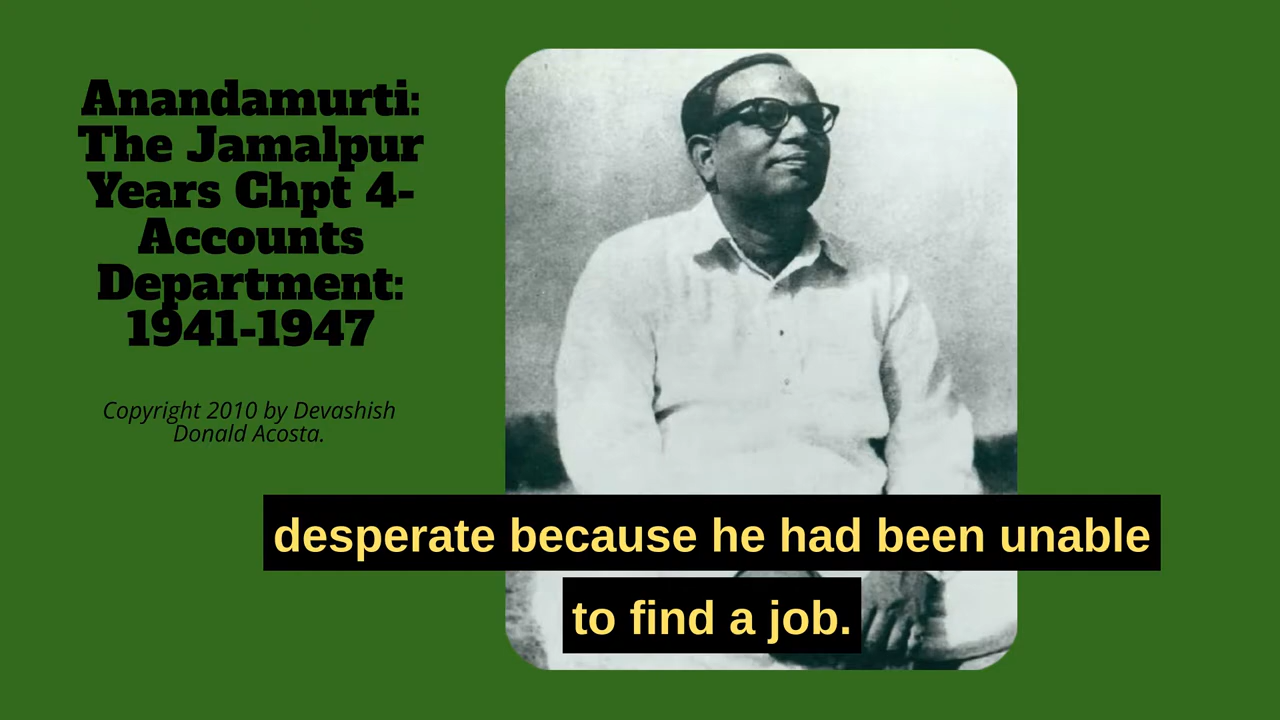 Anandamurti:
The Jamalpur
Years Chpt 4-
Accounts
Department:
1941-1947
Copyright 2010 by Devashish
Donald Acosta.
desperate because he had been unable
to find a job.